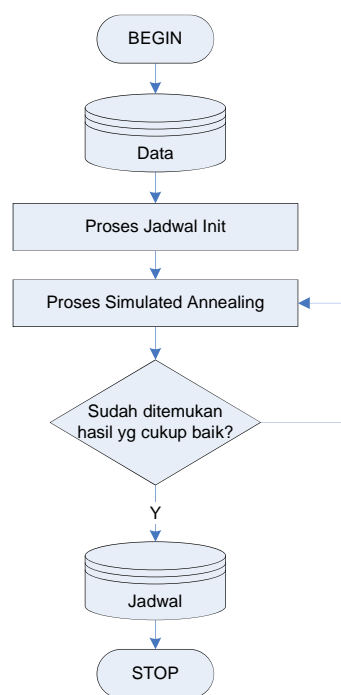 BEGIN
Data
Proses Jadwal Init
Proses Simulated Annealing
Sudah ditemukan
hasil yg cukup baik?
Y
Jadwal
STOP